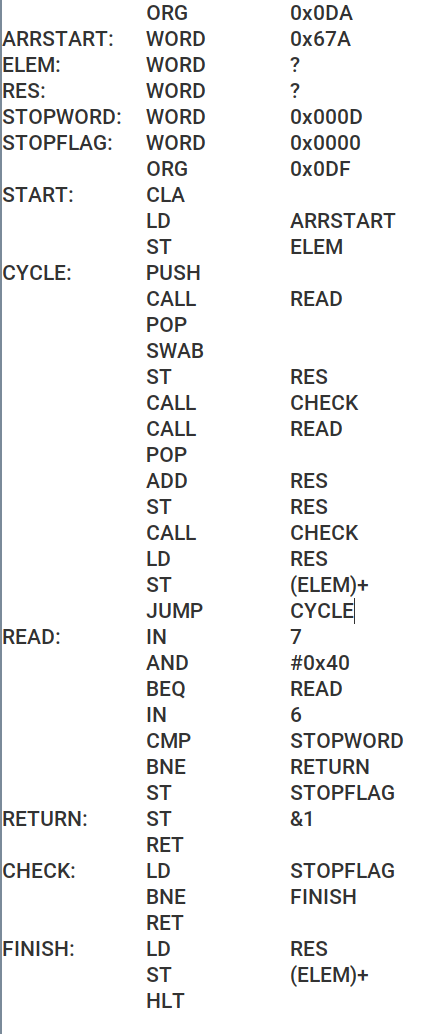 ORG 0x0DA
ARRSTART: WORD 0x67A
ELEM: WORD ?
RES: WORD ?
STOPWORD: WORD 0x000D
STOPFLAG: WORD 0x0000
ORG 0x0DF
START: CLA
LD ARRSTART
ST ELEM
CYCLE: PUSH
CALL READ
POP
SWAB
ST RES
CALL CHECK
CALL READ
POP
ADD RES
ST RES
CALL CHECK
LD RES
ST (ELEM)+
JUMP CYCLE
READ: IN 7
AND #0x40
BEQ READ
IN 6
CMP STOPWORD
BNE RETURN
ST STOPFLAG
RETURN: ST &1
RET
CHECK: LD STOPFLAG
BNE FINISH
RET
FINISH: LD RES
ST (ELEM)+
HLT